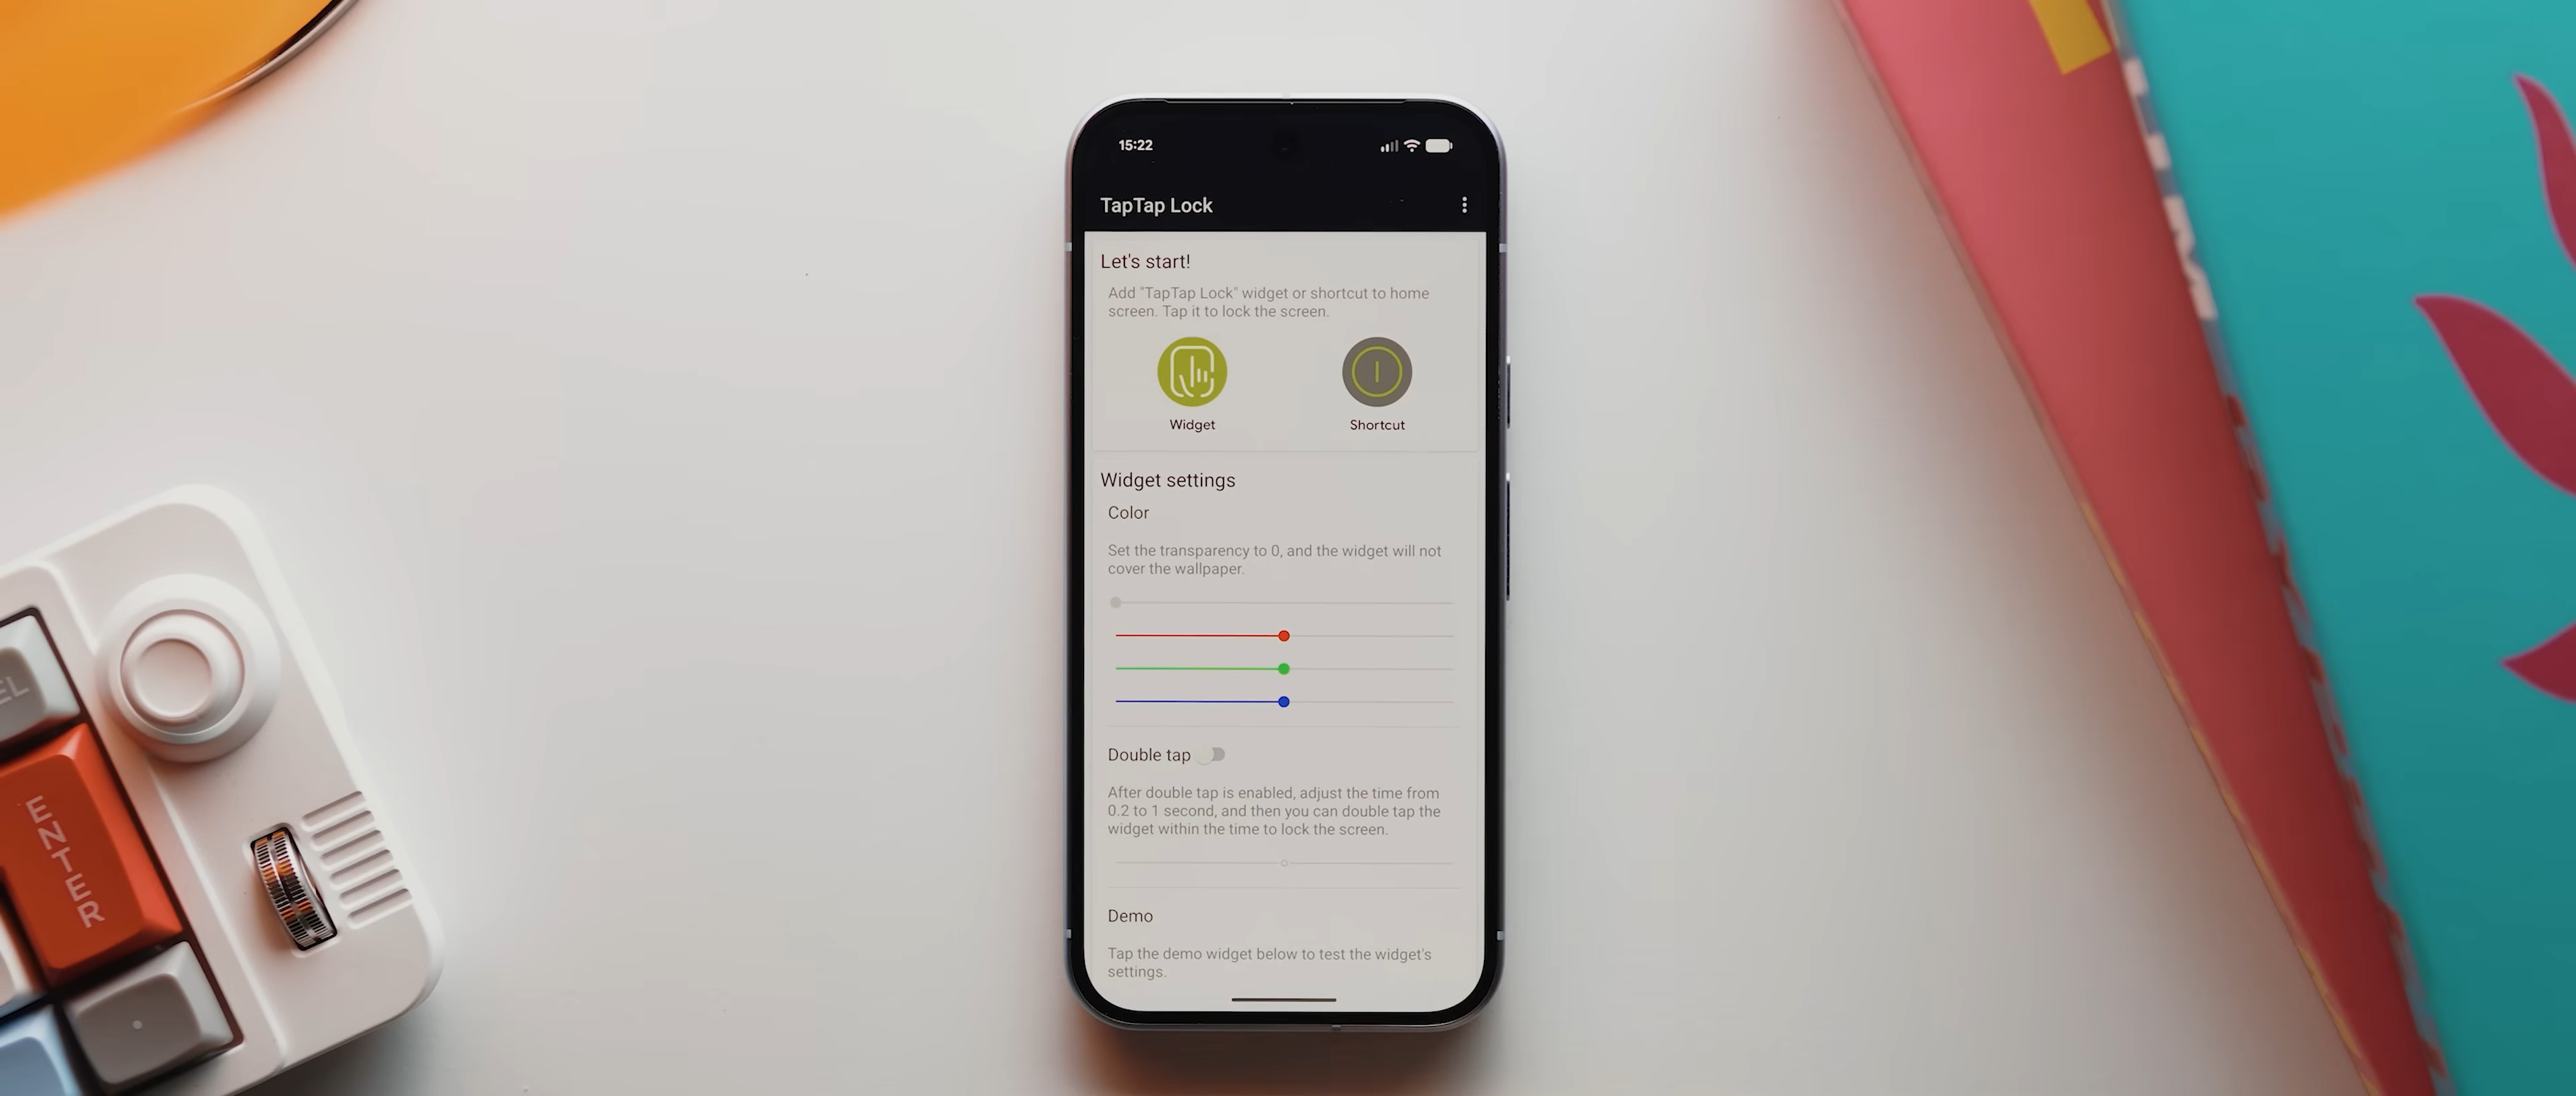 15:22
TapTap Lock
Let's start!
Add "TapTap Lock" widget or shortcut to home
screen. Tap it to lock the screen.
Widget
Shortcut
Widget settings
Color
Set the transparency to 0, and the widget will not
cover the wallpaper.
Double tap
After double tap is enabled, adjust the time from
0.2 to 1 second, and then you can double tap the
widget within the time to lock the screen.
Demo
Tap the demo widget below to test the widget's
settings.
EL
ENTER